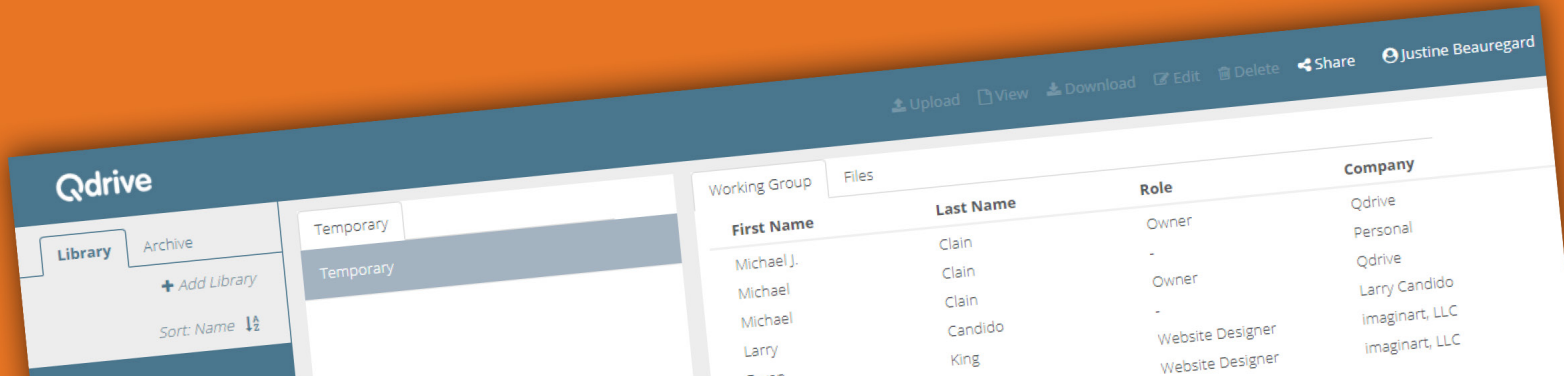 Upload View Download Edit Delete Share Justine Beauregard
Qdrive
Library Archive
+ Add Library
Sort: Name
Temporary
Temporary
Working Group Files
First Name Last Name Role Company
Michael J. Clain Owner Qdrive
Michael Clain - Personal
Michael Clain Owner Qdrive
Larry Candido - Larry Candido
King Website Designer imaginart, LLC
Website Designer imaginart, LLC